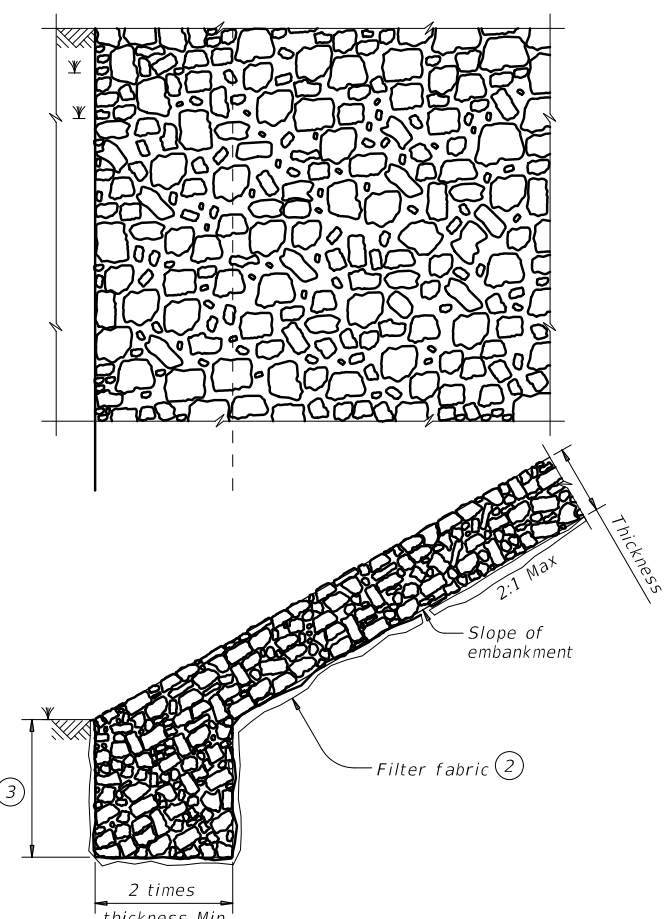 Thickness
2:1 Max
Slope of
embankment
Filter fabric 2
3
2 times
thickness Min